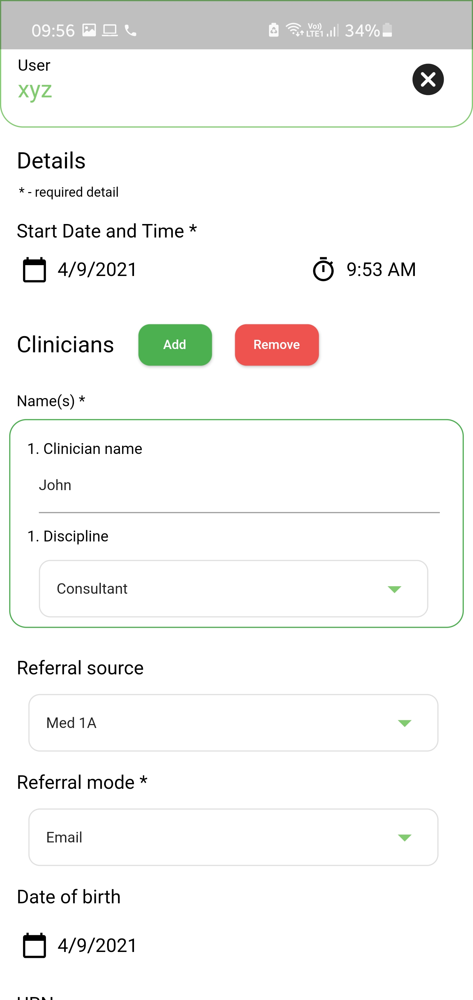 09:56 Vo)) LTE1 34%
User
xyz
Details
* - required detail
Start Date and Time *
4/9/2021 9:53 AM
Clinicians Add Remove
Name(s) *
1. Clinician name
John
1. Discipline
Consultant
Referral source
Med 1A
Referral mode *
Email
Date of birth
4/9/2021